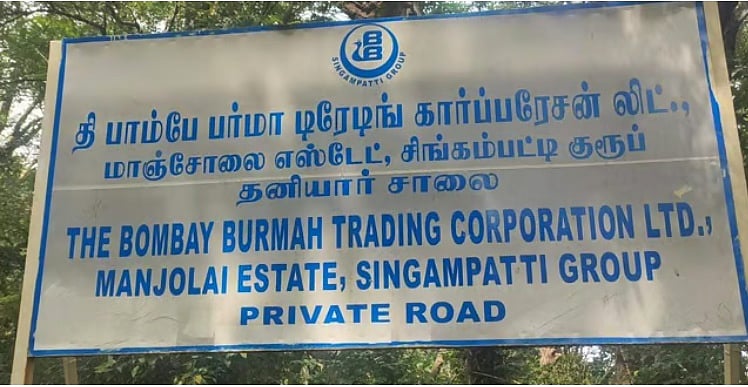 BB
SINGAMPATTI GROUP
தி பாம்பே பர்மா டிரேடிங் கார்ப்பரேசன் லிட்.,
மாஞ்சோலை எஸ்டேட், சிங்கம்பட்டி குரூப்
தனியார் சாலை
THE BOMBAY BURMAH TRADING CORPORATION LTD.,
MANJOLAI ESTATE, SINGAMPATTI GROUP
PRIVATE ROAD